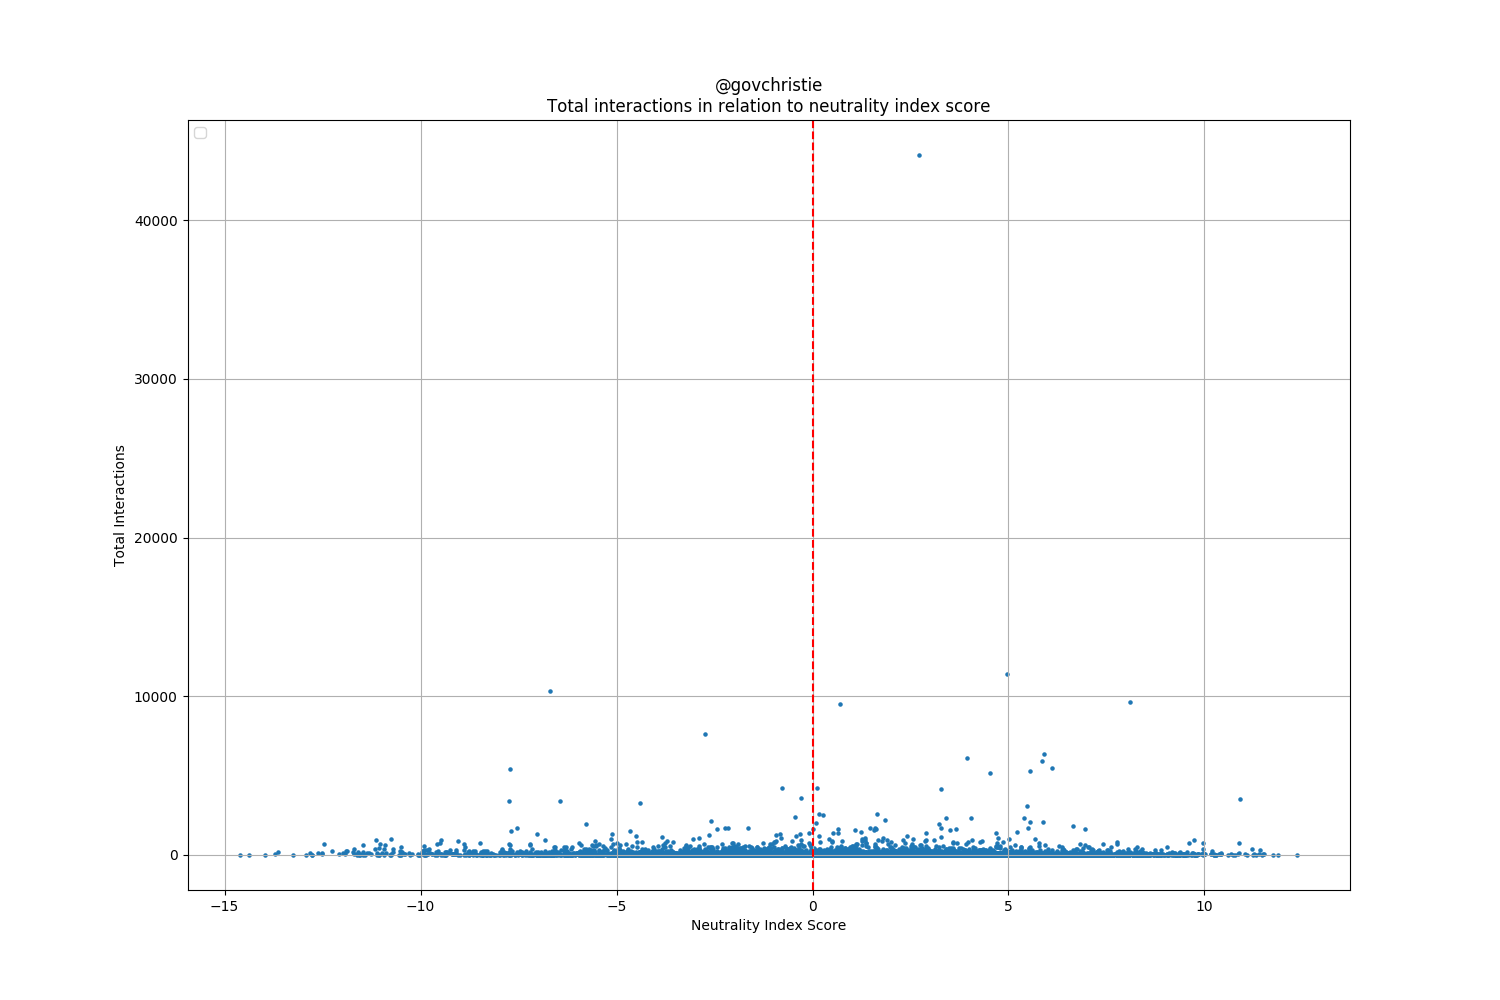 @govchristie
Total interactions in relation to neutrality index score
40000
30000
20000
10000
0
Total Interactions
−15 −10 −5 0 5 10
Neutrality Index Score